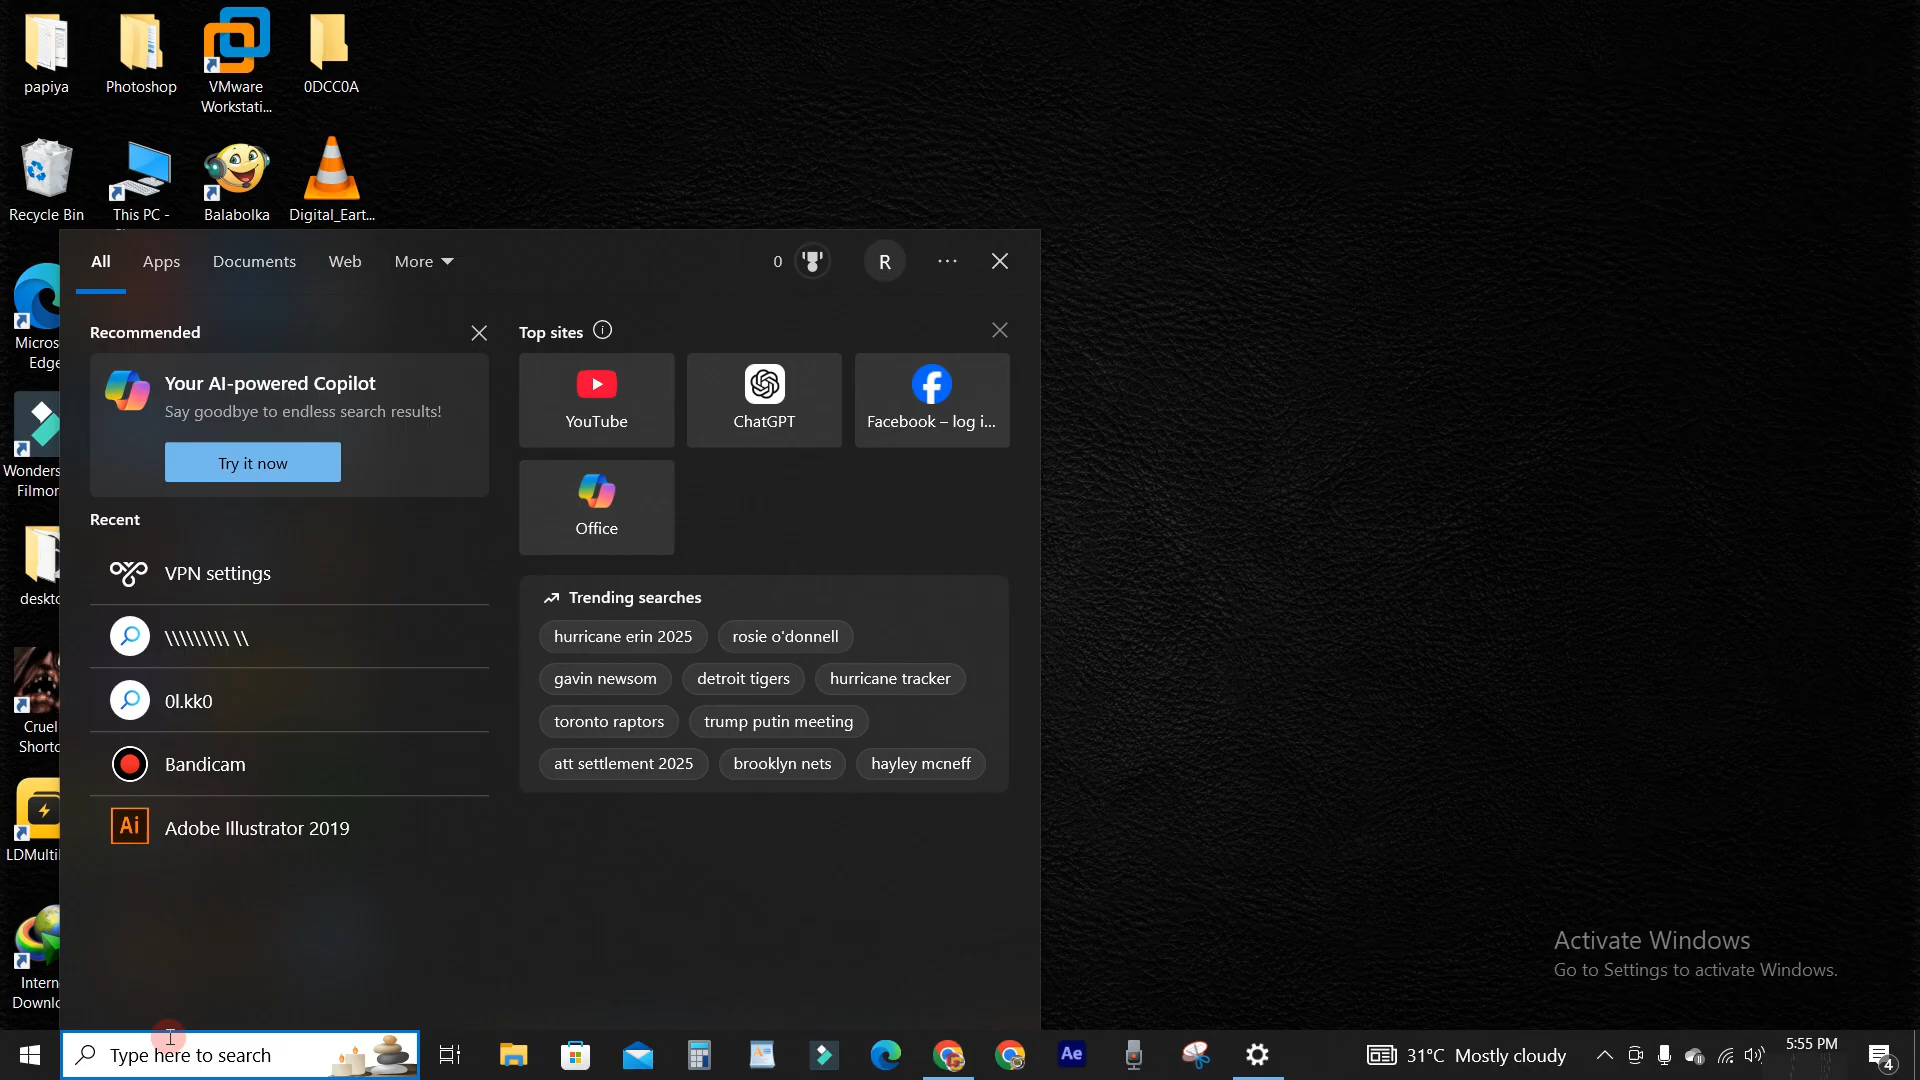 papiya
Photoshop
VMware
Workstati...
0DCC0A
Recycle Bin
This PC -
Balabolka
Digital_Eart...
Micros
Edge
Wonders
Filmor
deskto
Cruel
Shortc
LDMulti
Intern
Downlo
All
Apps
Documents
Web
More
0
R
Recommended
Your AI-powered Copilot
Say goodbye to endless search results!
Try it now
Recent
VPN settings
\\\\\\\\\ \\
0l.kk0
Bandicam
Ai
Adobe Illustrator 2019
Top sites
YouTube
ChatGPT
Facebook – log i...
Office
Trending searches
hurricane erin 2025
rosie o'donnell
gavin newsom
detroit tigers
hurricane tracker
toronto raptors
trump putin meeting
att settlement 2025
brooklyn nets
hayley mcneff
Activate Windows
Go to Settings to activate Windows.
Type here to search
Ae
31°C Mostly cloudy
5:55 PM
4